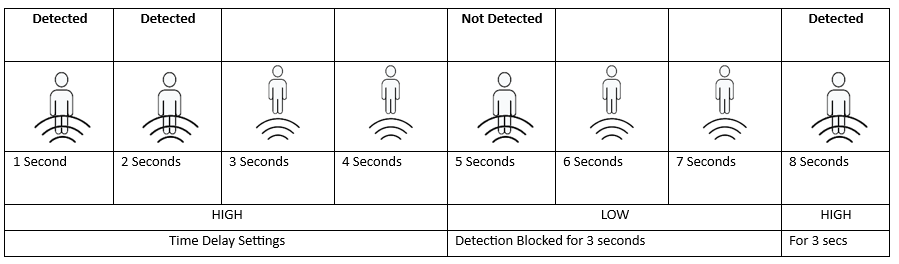 Detected Detected Not Detected Detected
1 Second 2 Seconds 3 Seconds 4 Seconds 5 Seconds 6 Seconds 7 Seconds 8 Seconds
HIGH LOW HIGH
Time Delay Settings Detection Blocked for 3 seconds For 3 secs